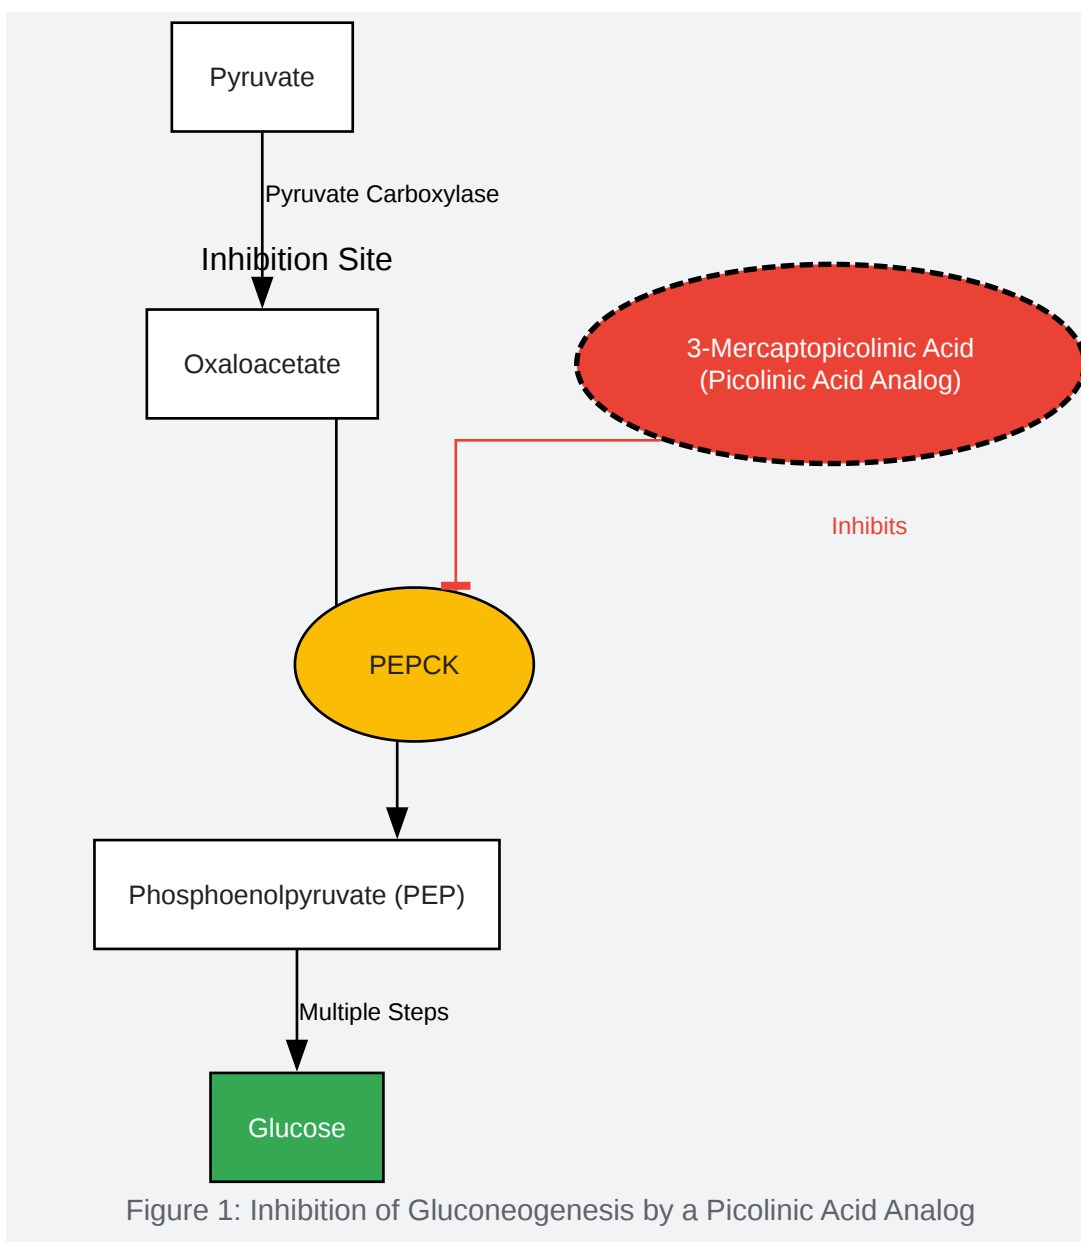 Pyruvate
Pyruvate Carboxylase
Inhibition Site
Oxaloacetate
3-Mercaptopicolinic Acid
(Picolinic Acid Analog)
Inhibits
PEPCK
Phosphoenolpyruvate (PEP)
Multiple Steps
Glucose
Figure 1: Inhibition of Gluconeogenesis by a Picolinic Acid Analog